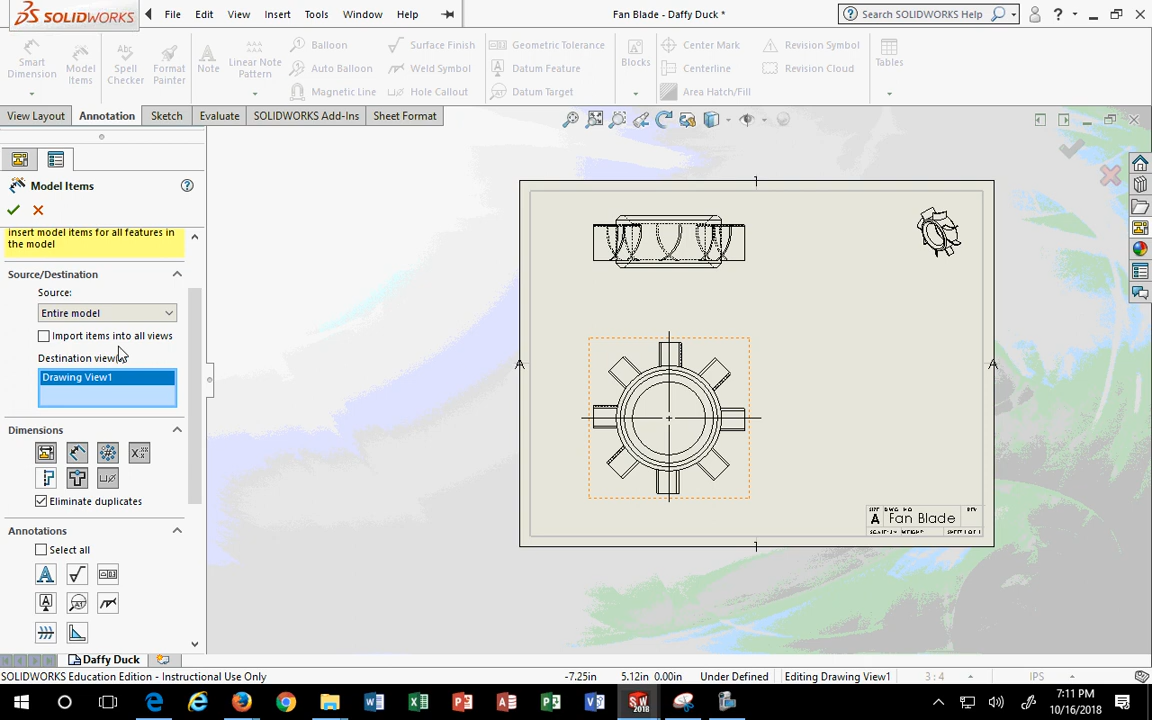 SOLIDWORKS File Edit View Insert Tools Window Help Fan Blade - Daffy Duck * Search SOLIDWORKS Help ?
Smart Dimension
Model Items
Spell Checker
Format Painter
Note
Linear Note Pattern
Balloon
Auto Balloon
Magnetic Line
Surface Finish
Weld Symbol
Hole Callout
Geometric Tolerance
Datum Feature
Datum Target
Blocks
Center Mark
Centerline
Area Hatch/Fill
Revision Symbol
Revision Cloud
Tables
View Layout Annotation Sketch Evaluate SOLIDWORKS Add-Ins Sheet Format
Model Items
insert model items for all features in
the model
Source/Destination
Source:
Entire model
Import items into all views
Destination view
Drawing View1
Dimensions
Eliminate duplicates
Annotations
Select all
A A
1 1
A Fan Blade
Daffy Duck
SOLIDWORKS Education Edition - Instructional Use Only -7.25in 5.12in 0.00in Under Defined Editing Drawing View1 3 : 4 IPS
7:11 PM
10/16/2018